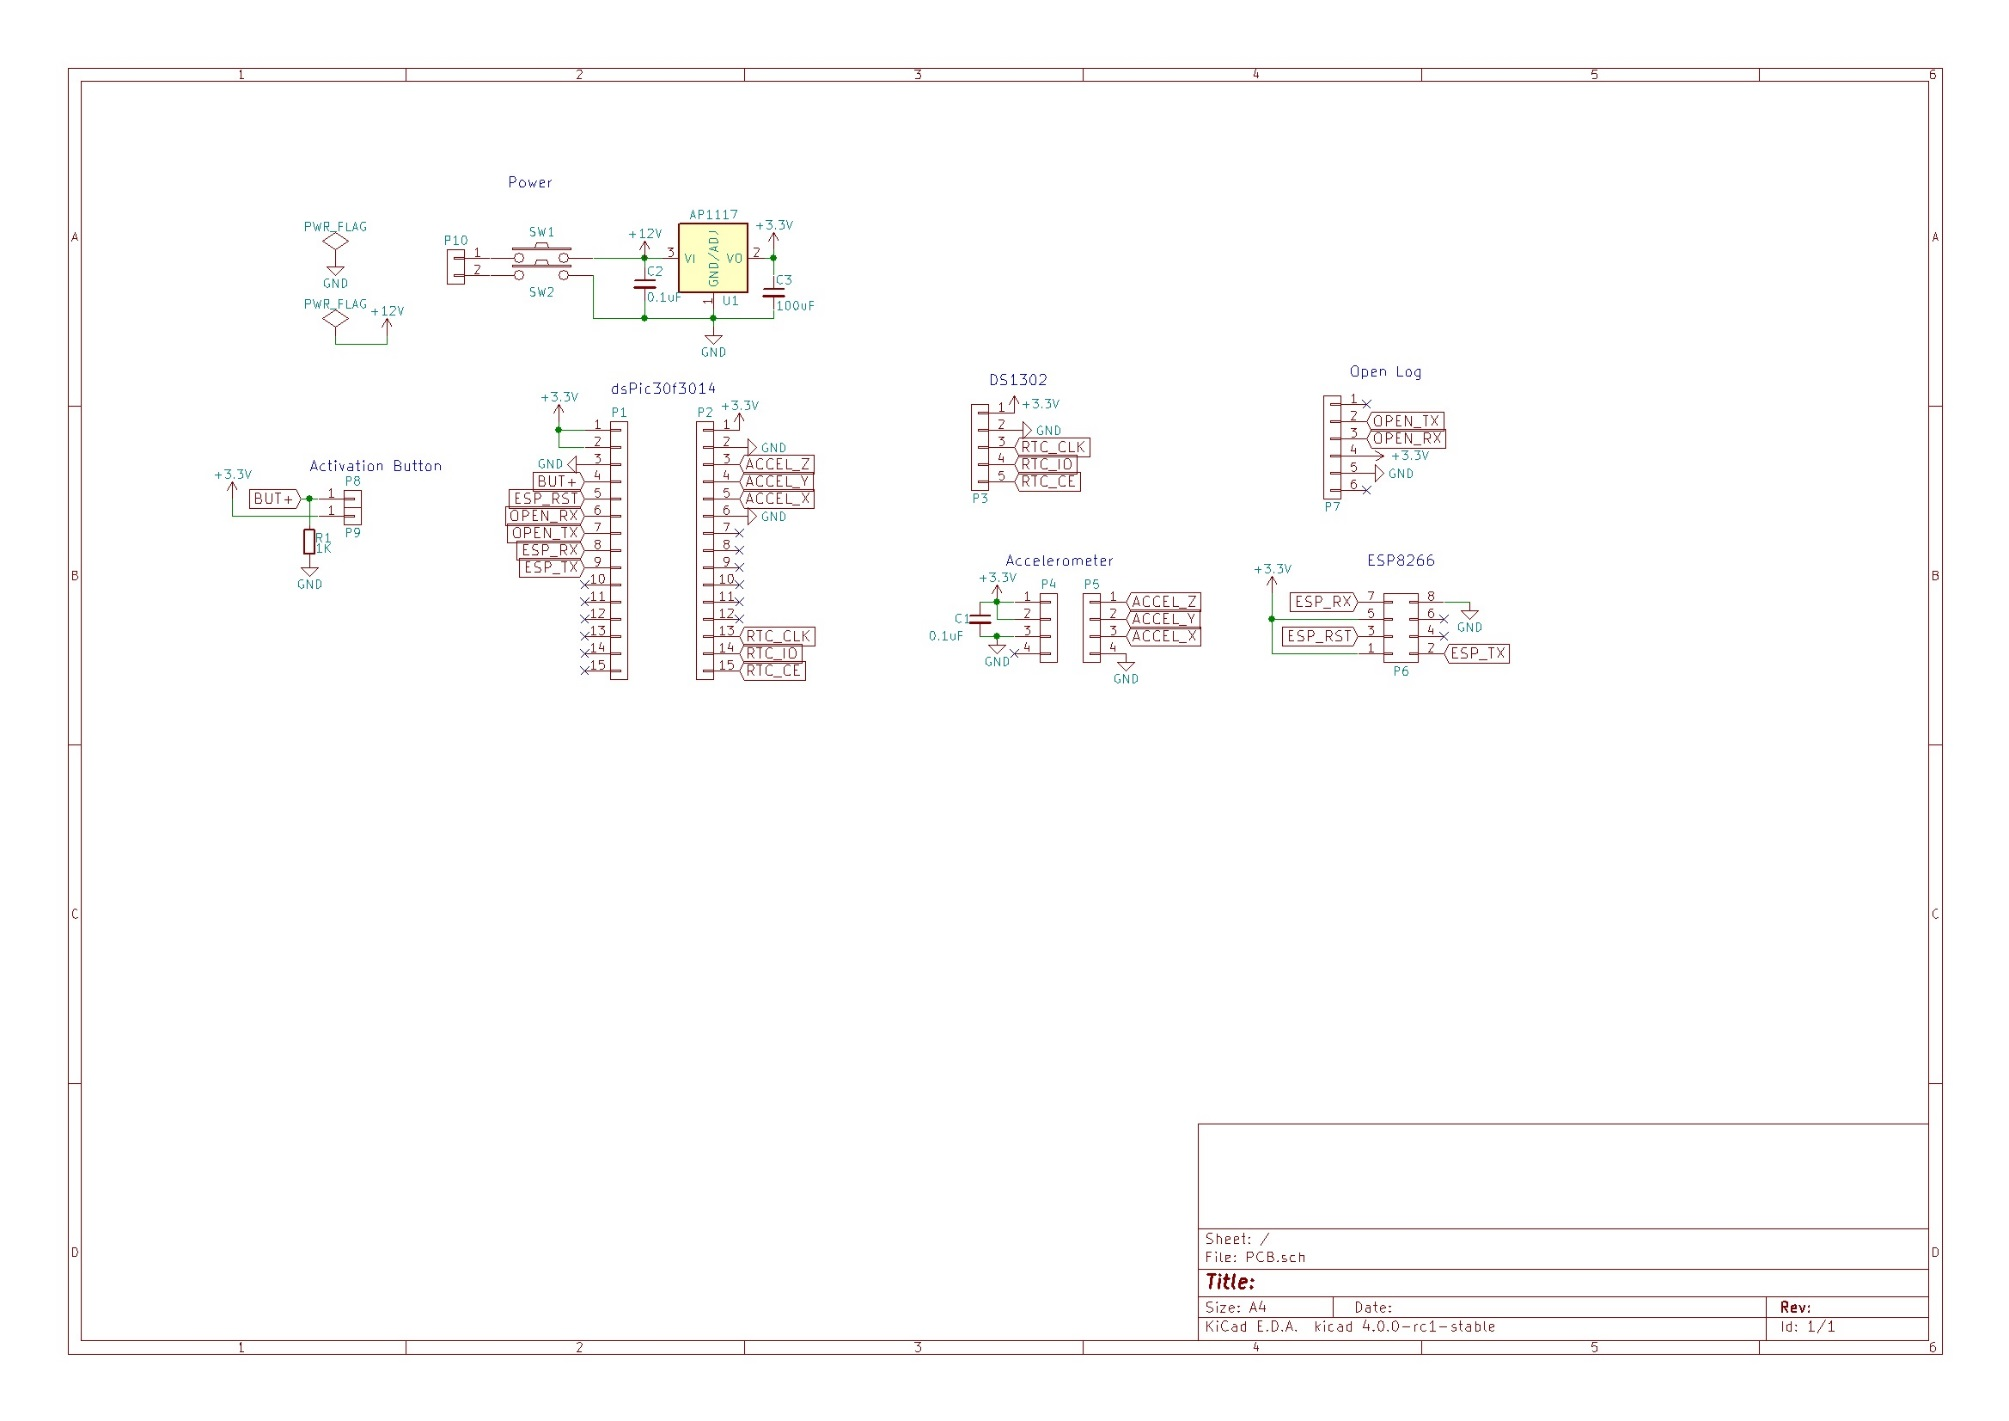 1 2 3 4 5 6
A A
Power
PWR_FLAG
GND
PWR_FLAG
+12V
P10
1
2
SW1
SW2
+12V
C2
0.1uF
AP1117
3 VI GND/ADJ VO 2
1 U1
+3.3V
C3
100uF
GND
dsPic30f3014
+3.3V
P1
1
2
GND 3
BUT+ 4
ESP_RST 5
OPEN_RX 6
OPEN_TX 7
ESP_RX 8
ESP_TX 9
10
11
12
13
14
15
P2
+3.3V
1
2 GND
3 ACCEL_Z
4 ACCEL_Y
5 ACCEL_X
6 GND
7
8
9
10
11
12
13 RTC_CLK
14 RTC_IO
15 RTC_CE
DS1302
1 +3.3V
2 GND
3 RTC_CLK
4 RTC_IO
5 RTC_CE
P3
Open Log
1
2 OPEN_TX
3 OPEN_RX
4 +3.3V
5 GND
6
P7
Activation Button
+3.3V
P8
BUT+ 1
1
P9
R1
1K
GND
B B
Accelerometer
+3.3V
P4
1
2
3
4
C1
0.1uF
GND
P5
1 ACCEL_Z
2 ACCEL_Y
3 ACCEL_X
4
GND
ESP8266
+3.3V
ESP_RX 7 8
5 6
ESP_RST 3 4
1 2 ESP_TX
GND
P6
C C
D D
Sheet: /
File: PCB.sch
Title:
Size: A4 Date: Rev:
KiCad E.D.A. kicad 4.0.0-rc1-stable Id: 1/1
1 2 3 4 5 6